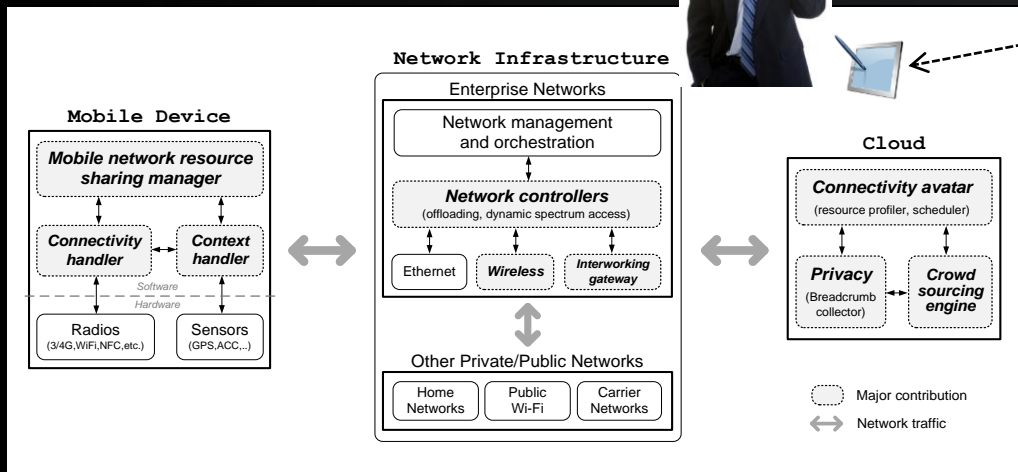 Network Infrastructure
Enterprise Networks
Network management
and orchestration
Network controllers
(offloading, dynamic spectrum access)
Ethernet
Wireless
Interworking
gateway
Other Private/Public Networks
Home
Networks
Public
Wi-Fi
Carrier
Networks
Mobile Device
Mobile network resource
sharing manager
Connectivity
handler
Context
handler
Software
Hardware
Radios
(3/4G,WiFi,NFC,etc.)
Sensors
(GPS,ACC,..)
Cloud
Connectivity avatar
(resource profiler, scheduler)
Privacy
(Breadcrumb
collector)
Crowd
sourcing
engine
Major contribution
Network traffic